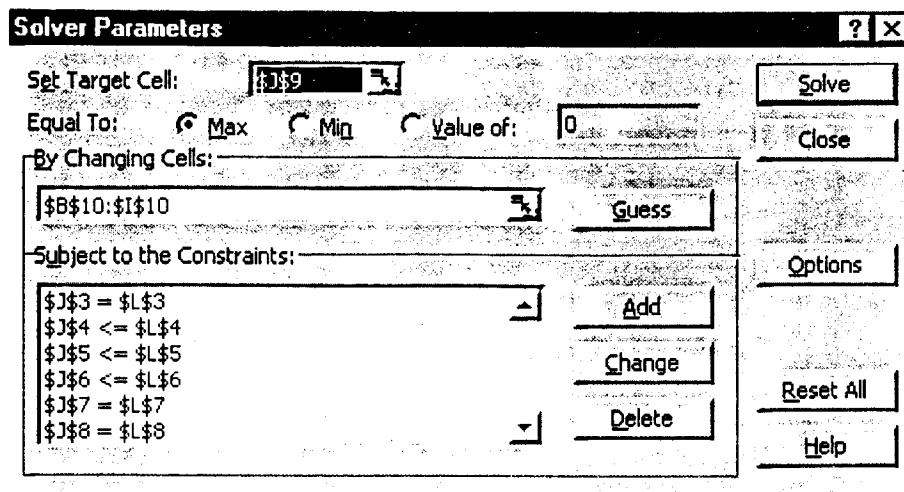 Solver Parameters ? ×
Set Target Cell: $J$9 Solve
Equal To: Max Min Value of: 0 Close
By Changing Cells:
$B$10:$I$10 Guess
Subject to the Constraints: Options
$J$3 = $L$3 Add
$J$4 <= $L$4
$J$5 <= $L$5 Change
$J$6 <= $L$6
$J$7 = $L$7 Delete Reset All
$J$8 = $L$8 Help